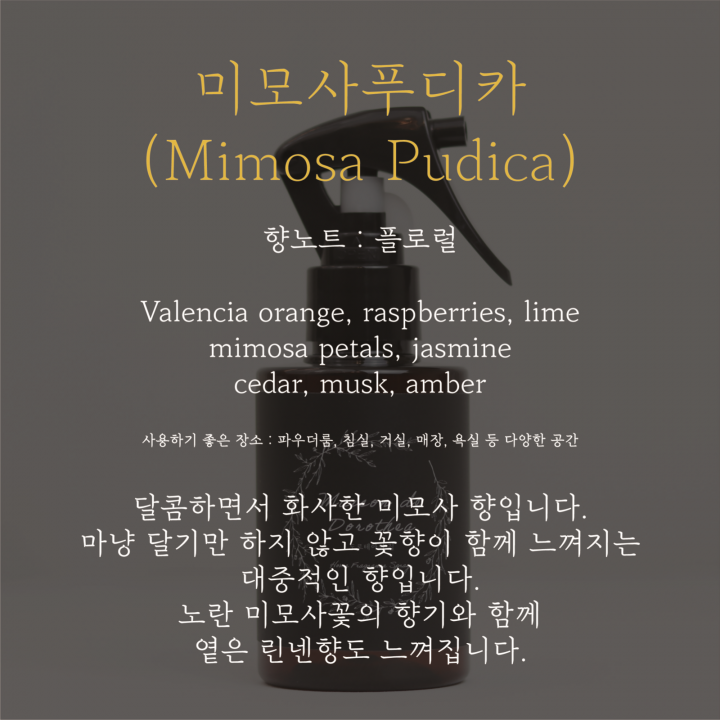 미모사푸디카
(Mimosa Pudica)
향노트 : 플로럴
Valencia orange, raspberries, lime
mimosa petals, jasmine
cedar, musk, amber
사용하기 좋은 장소 : 파우더룸, 침실, 거실, 매장, 욕실 등 다양한 공간
달콤하면서 화사한 미모사 향입니다.
마냥 달기만 하지 않고 꽃향이 함께 느껴지는
대중적인 향입니다.
노란 미모사꽃의 향기와 함께
옅은 린넨향도 느껴집니다.
Dorothea